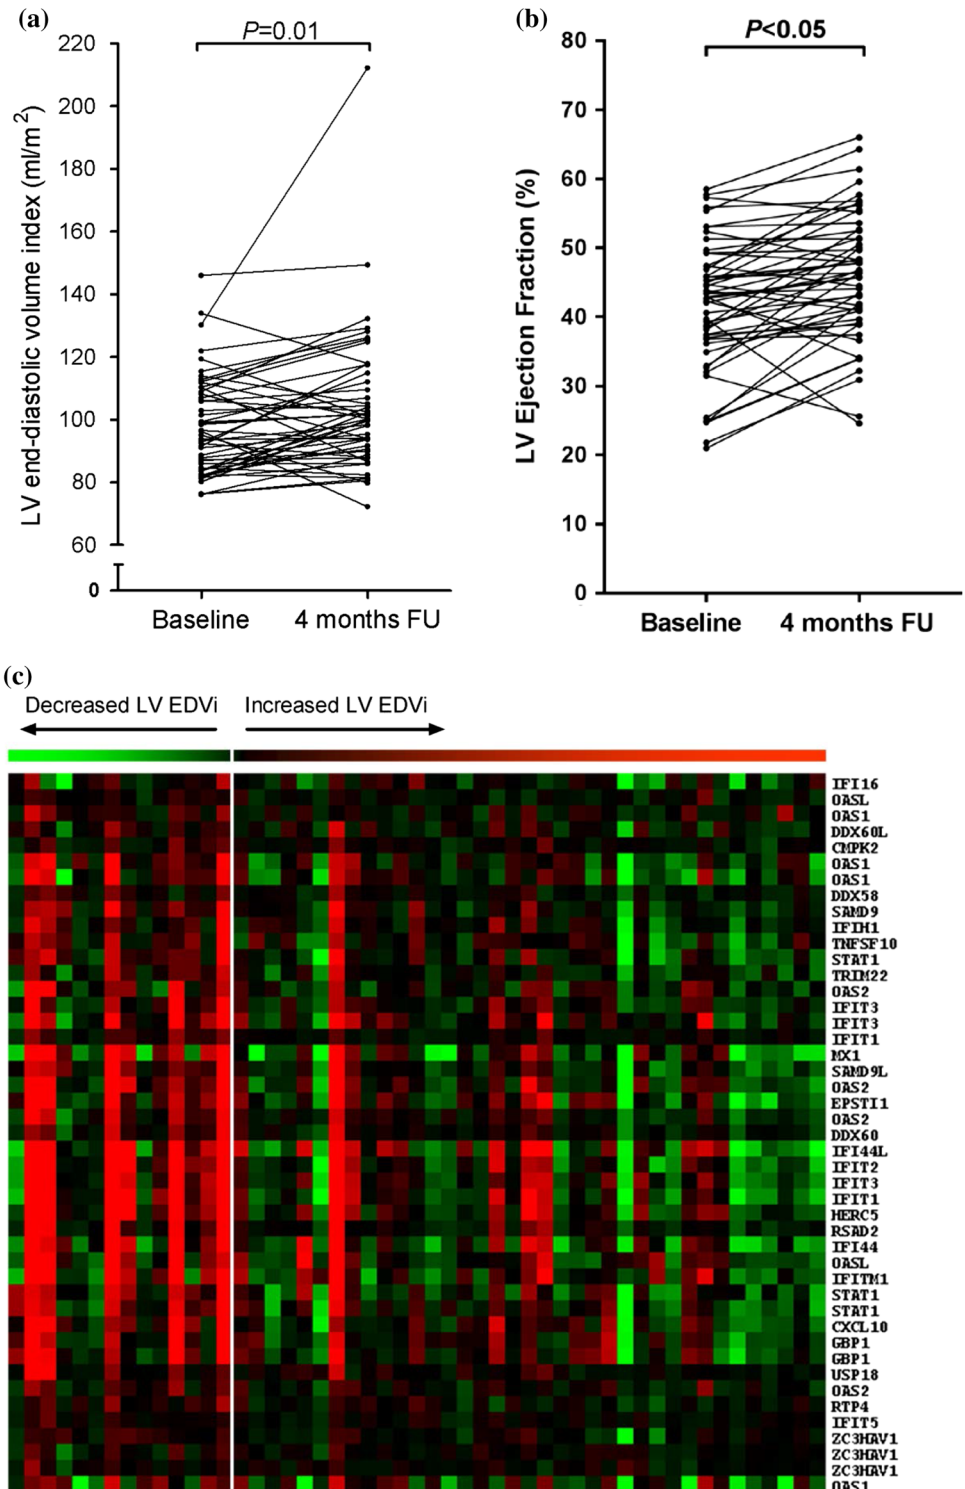 (a)
P=0.01
LV end-diastolic volume index (ml/m2)
220
200
180
160
140
120
100
80
60
0
Baseline
4 months FU
(b)
P<0.05
LV Ejection Fraction (%)
80
70
60
50
40
30
20
10
0
Baseline
4 months FU
(c)
Decreased LV EDVi
Increased LV EDVi
IFI16
OASL
OAS1
DDX60L
CMPK2
OAS1
OAS1
DDX58
SAMD9
IFIH1
TNFSF10
STAT1
TRIM22
OAS2
IFIT3
IFIT3
IFIT1
MX1
SAMD9L
OAS2
EPSTI1
OAS2
DDX60
IFI44L
IFIT2
IFIT3
IFIT1
HERC5
RSAD2
IFI44
OASL
IFITM1
STAT1
STAT1
CXCL10
GBP1
GBP1
USP18
OAS2
RTP4
IFIT5
ZC3HAV1
ZC3HAV1
ZC3HAV1
OAS1